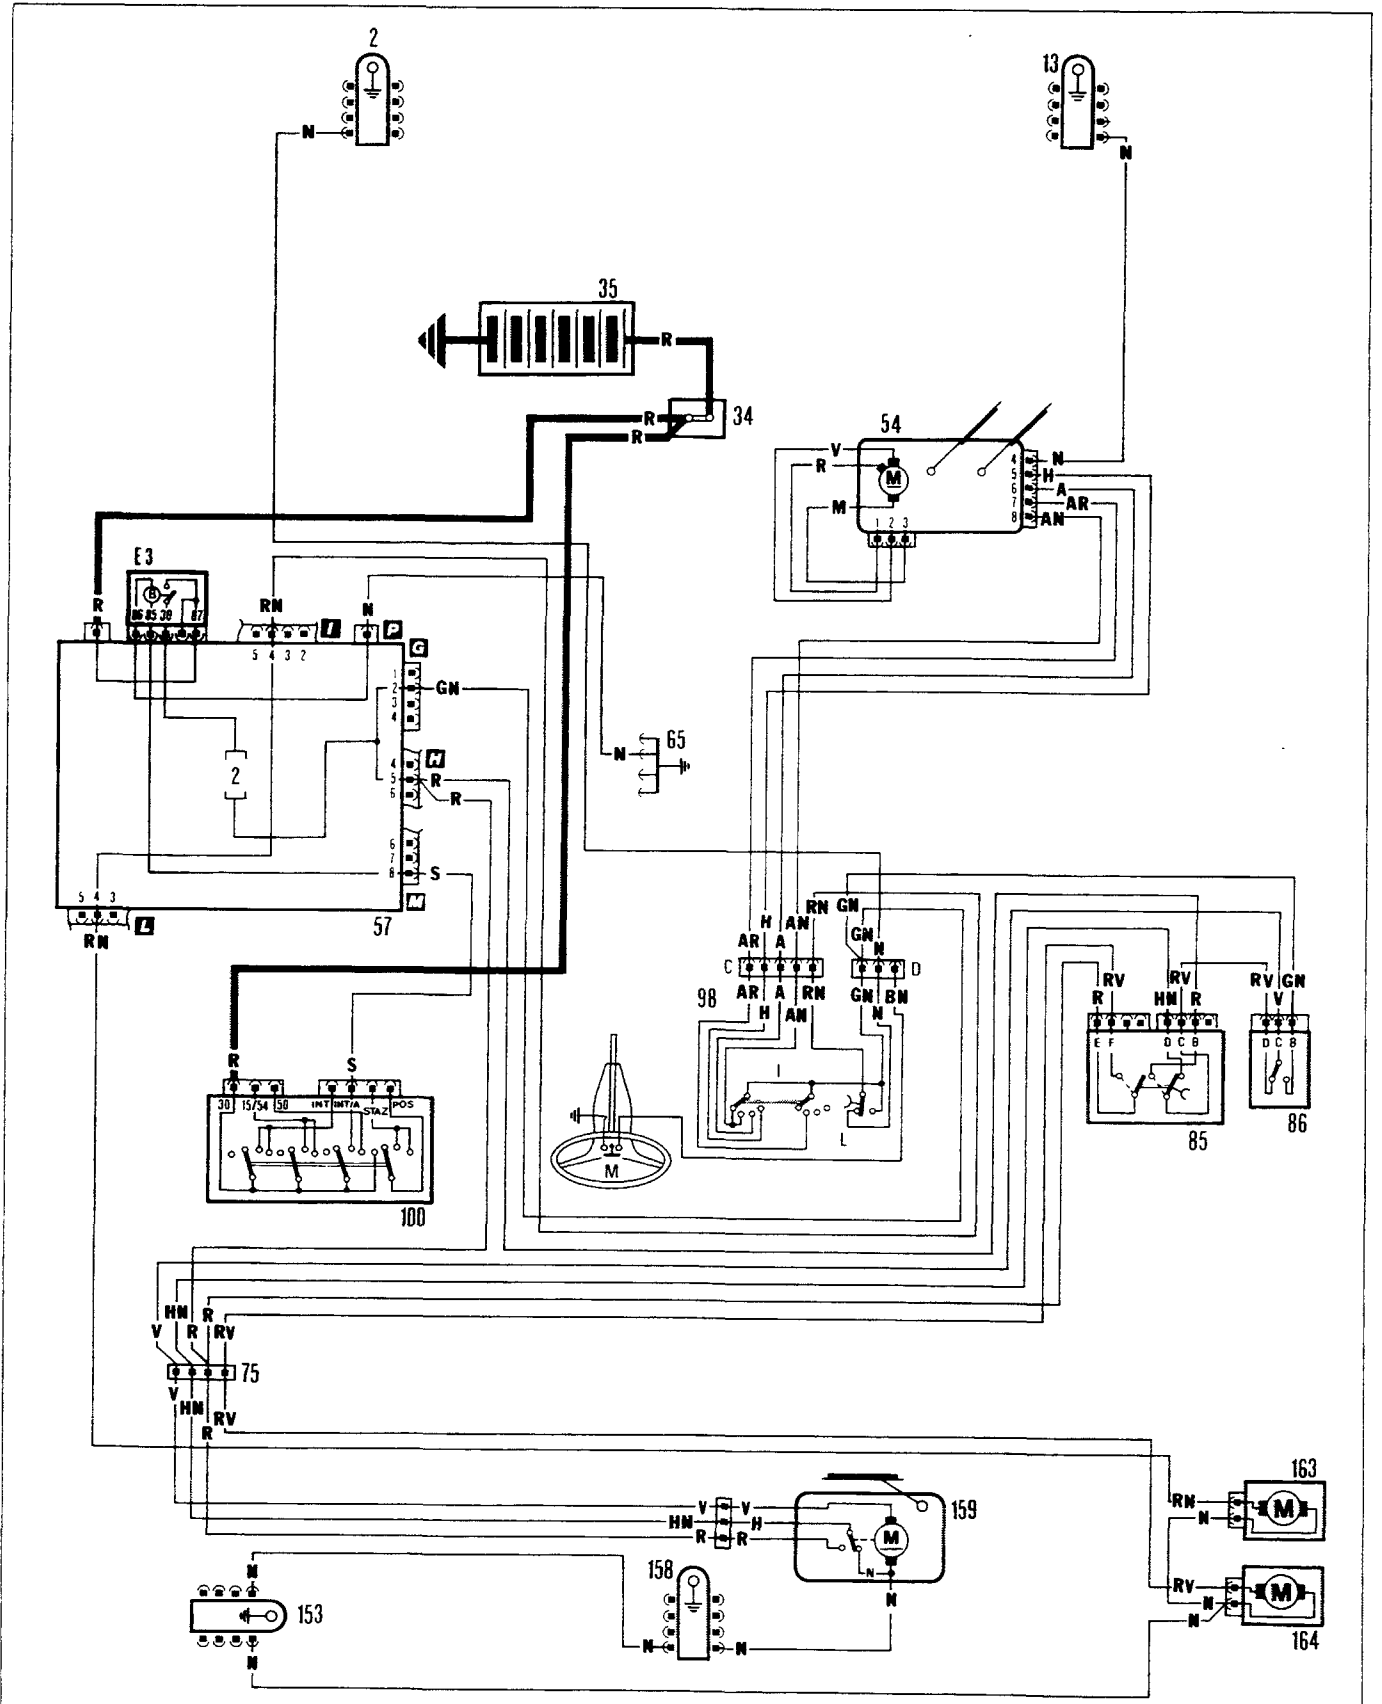 2
13
N
N
35
R
34
R
R
54
V
R
M
M
4 N
5 H
6 A
7 AR
8 AN
1 2 3
E3
B
86 85 30 87
R
RN
N
I
P
5 4 3 2
G
1
2 GN
3
4
65
N
H
4
5 R
6 R
2
6
7
8 S
M
5 4 3
L
57
RN
AR H A AN RN
GN
GN N
C
D
98
AR H A AN RN
GN N BN
I
L
R RV
HN RV R
RV V GN
E F
D C B
D C B
85
86
R
S
30 15/54 50
INT INT/A STAZ POS
100
M
V HN R R RV
75
V HN R RV
163
RN
N
M
V V
HN H
R R
M
N
159
N
158
RV
N
N
M
164
N
153
N
N N